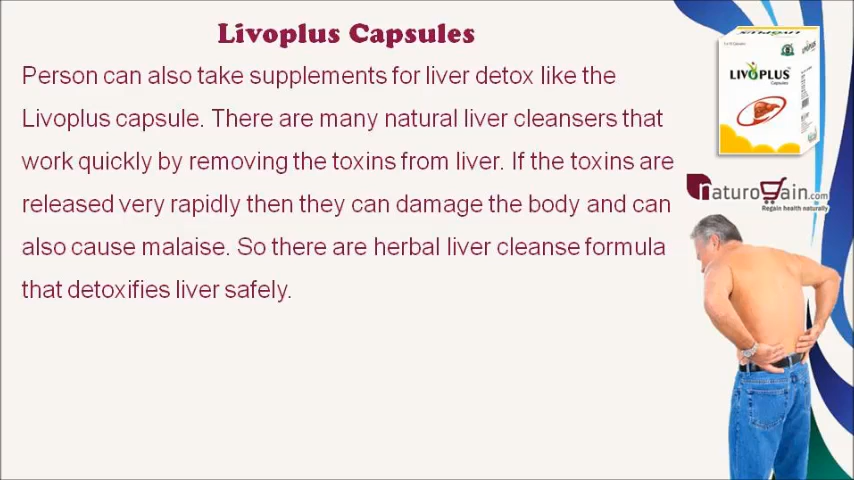 Livoplus Capsules
Person can also take supplements for liver detox like the
Livoplus capsule. There are many natural liver cleansers that
work quickly by removing the toxins from liver. If the toxins are
released very rapidly then they can damage the body and can
also cause malaise. So there are herbal liver cleanse formula
that detoxifies liver safely.
LIVOPLUS
Capsules
naturogain.com
Regain health naturally